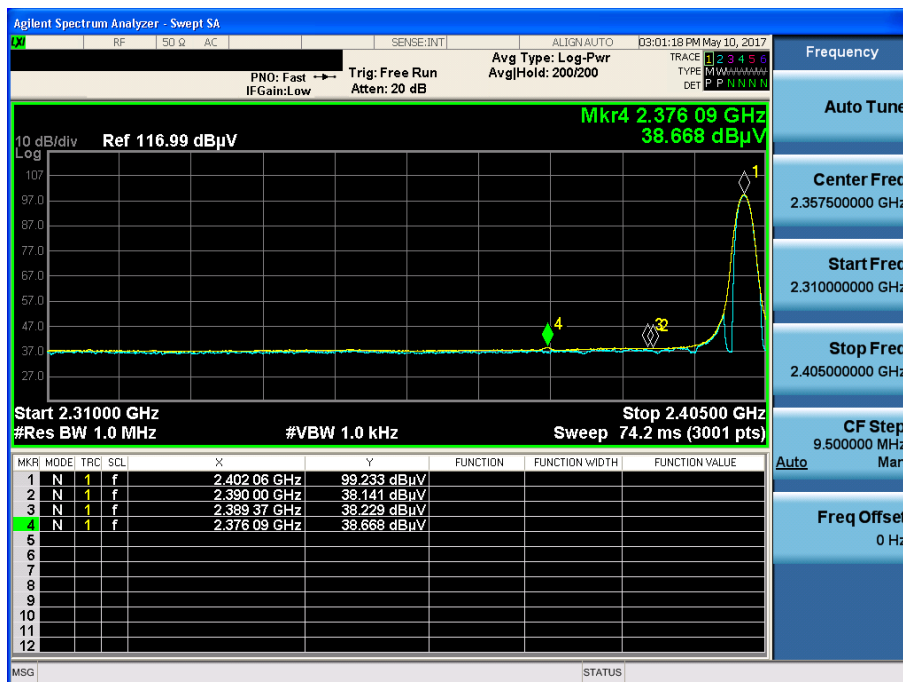 Agilent Spectrum Analyzer - Swept SA
LXI RF 50 Ω AC SENSE:INT ALIGN AUTO 03:01:18 PM May 10, 2017
Frequency
Avg Type: Log-Pwr TRACE 1 2 3 4 5 6
PNO: Fast Trig: Free Run Avg|Hold: 200/200 TYPE M W
IFGain:Low Atten: 20 dB DET P P N N N N
Auto Tune
Mkr4 2.376 09 GHz
10 dB/div Ref 116.99 dBµV 38.668 dBµV
Log
107
97.0
87.0
77.0
67.0
57.0
47.0
37.0
27.0
1
4
3 2
Start 2.31000 GHz Stop 2.40500 GHz
#Res BW 1.0 MHz #VBW 1.0 kHz Sweep 74.2 ms (3001 pts)
Center Freq
2.357500000 GHz
Start Freq
2.310000000 GHz
Stop Freq
2.405000000 GHz
CF Step
9.500000 MHz
Auto Man
Freq Offset
0 Hz
MKR MODE TRC SCL X Y FUNCTION FUNCTION WIDTH FUNCTION VALUE
1 N 1 f 2.402 06 GHz 99.233 dBµV
2 N 1 f 2.390 00 GHz 38.141 dBµV
3 N 1 f 2.389 37 GHz 38.229 dBµV
4 N 1 f 2.376 09 GHz 38.668 dBµV
5
6
7
8
9
10
11
12
MSG STATUS